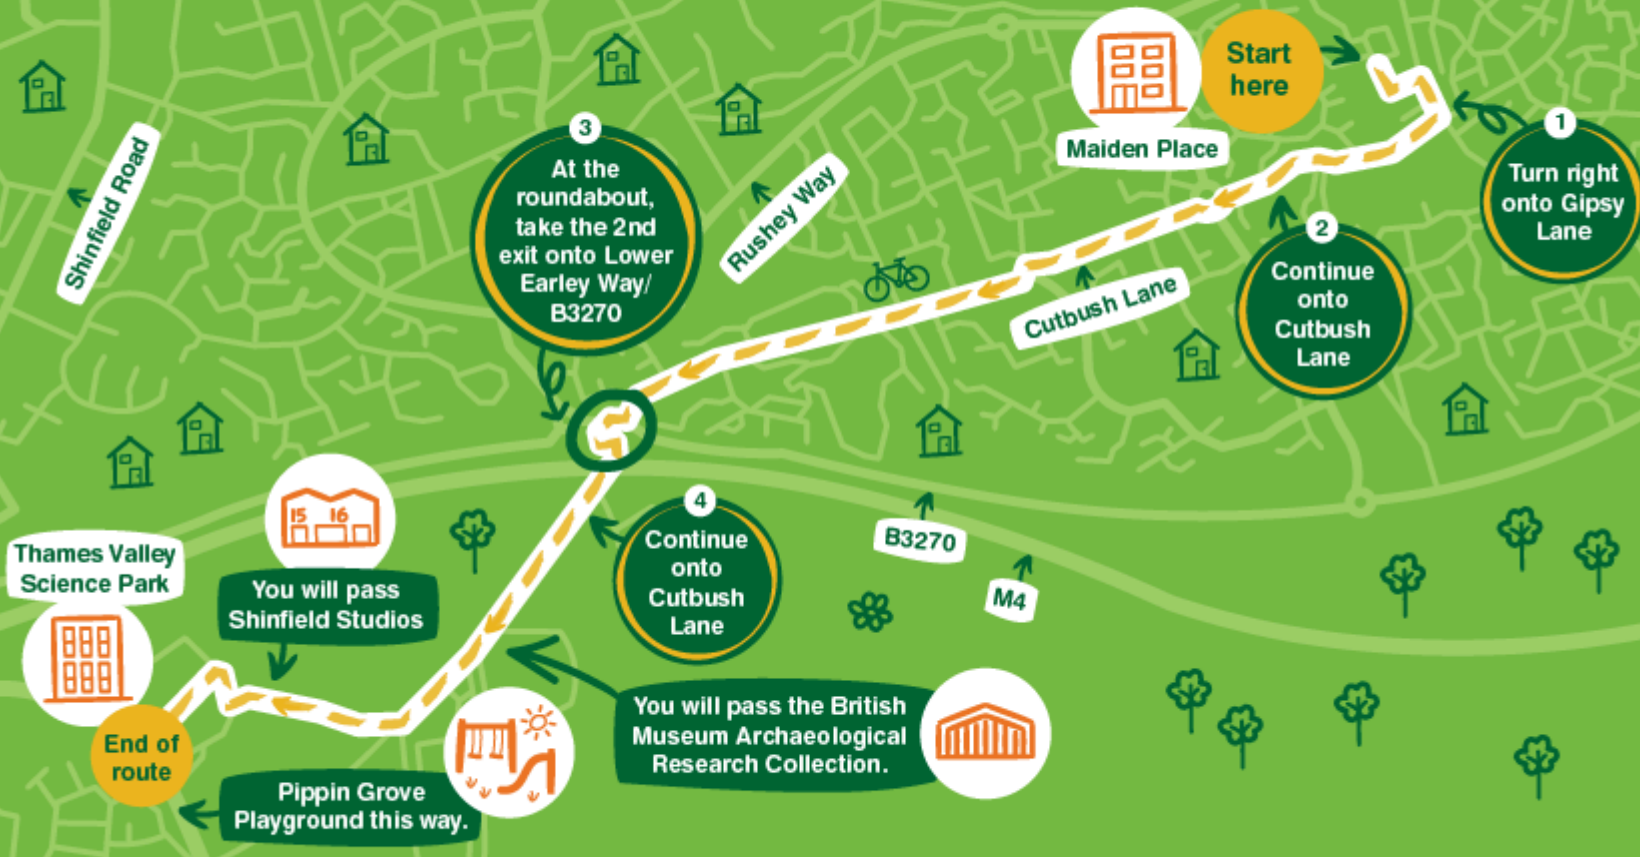 Start
here
Maiden Place
1
Turn right
onto Gipsy
Lane
2
Continue
onto
Cutbush
Lane
Cutbush Lane
Rushey Way
Shinfield Road
3
At the
roundabout,
take the 2nd
exit onto Lower
Earley Way/
B3270
4
Continue
onto
Cutbush
Lane
B3270
M4
You will pass the British
Museum Archaeological
Research Collection.
15 16
You will pass
Shinfield Studios
Thames Valley
Science Park
End of
route
Pippin Grove
Playground this way.